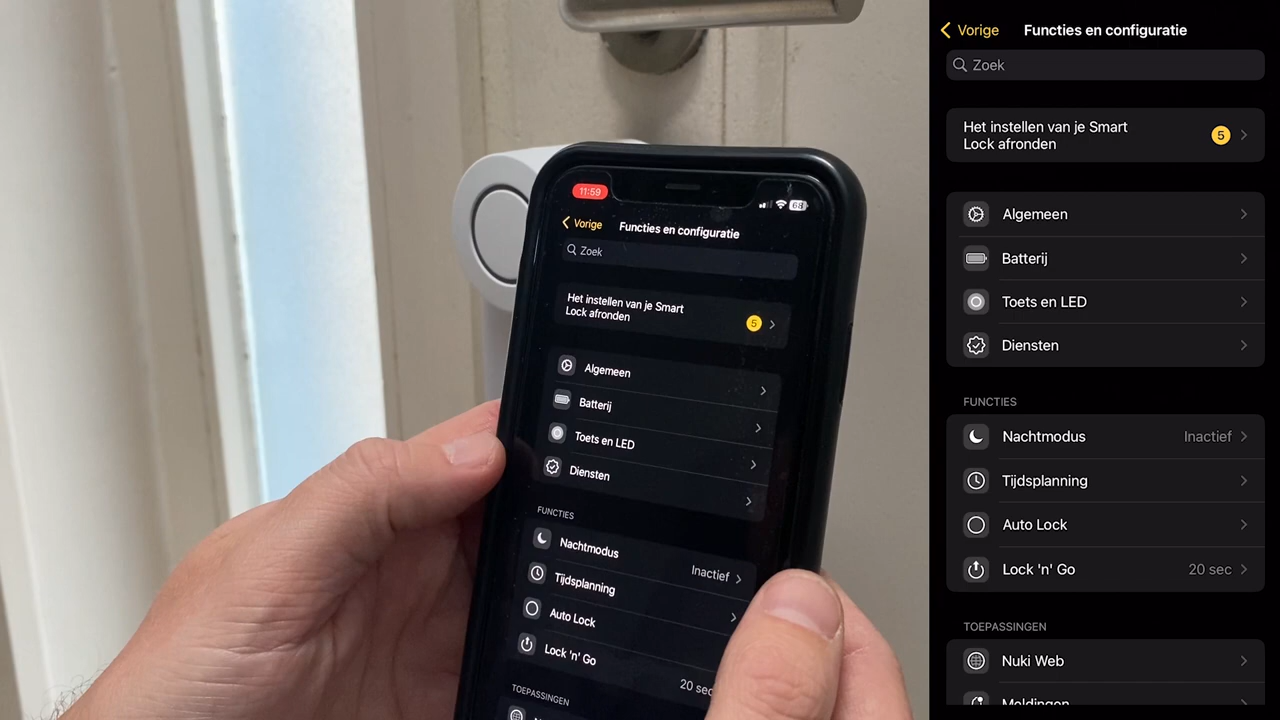 11:59
68
Vorige
Functies en configuratie
Zoek
Het instellen van je Smart
Lock afronden
5
Algemeen
Batterij
Toets en LED
Diensten
FUNCTIES
Nachtmodus
Inactief
Tijdsplanning
Auto Lock
Lock 'n' Go
20 sec
TOEPASSINGEN
Vorige
Functies en configuratie
Zoek
Het instellen van je Smart
Lock afronden
5
Algemeen
Batterij
Toets en LED
Diensten
FUNCTIES
Nachtmodus
Inactief
Tijdsplanning
Auto Lock
Lock 'n' Go
20 sec
TOEPASSINGEN
Nuki Web
Meldingen